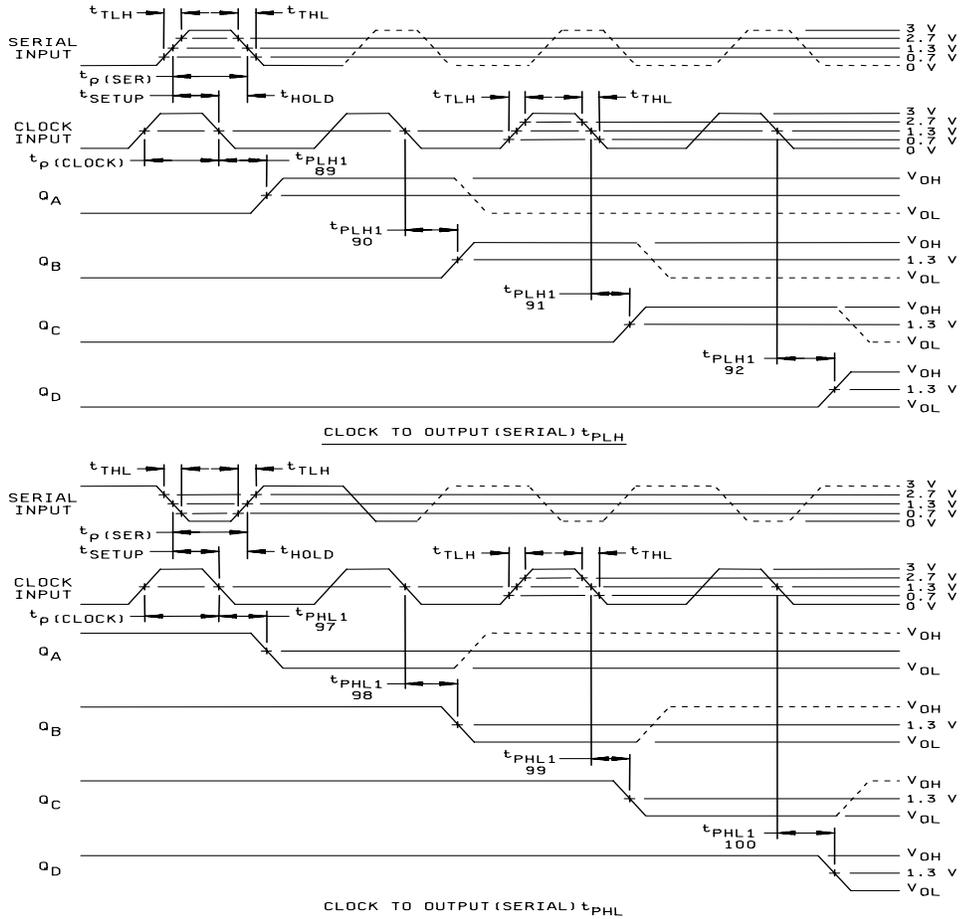 tTLH tTHL
SERIAL INPUT
3 V
2.7 V
1.3 V
0.7 V
0 V
tp(SER)
tSETUP tHOLD tTLH tTHL
CLOCK INPUT
3 V
2.7 V
1.3 V
0.7 V
0 V
tp(CLOCK) tPLH1 89
QA
VOH
VOL
tPLH1 90
QB
VOH
1.3 V
VOL
tPLH1 91
QC
VOH
1.3 V
VOL
tPLH1 92
QD
VOH
1.3 V
VOL
CLOCK TO OUTPUT(SERIAL) tPLH
tTHL tTLH
SERIAL INPUT
3 V
2.7 V
1.3 V
0.7 V
0 V
tp(SER)
tSETUP tHOLD tTLH tTHL
CLOCK INPUT
3 V
2.7 V
1.3 V
0.7 V
0 V
tp(CLOCK) tPHL1 97
QA
VOH
VOL
tPHL1 98
QB
VOH
1.3 V
VOL
tPHL1 99
QC
VOH
1.3 V
VOL
tPHL1 100
QD
VOH
1.3 V
VOL
CLOCK TO OUTPUT(SERIAL) tPHL